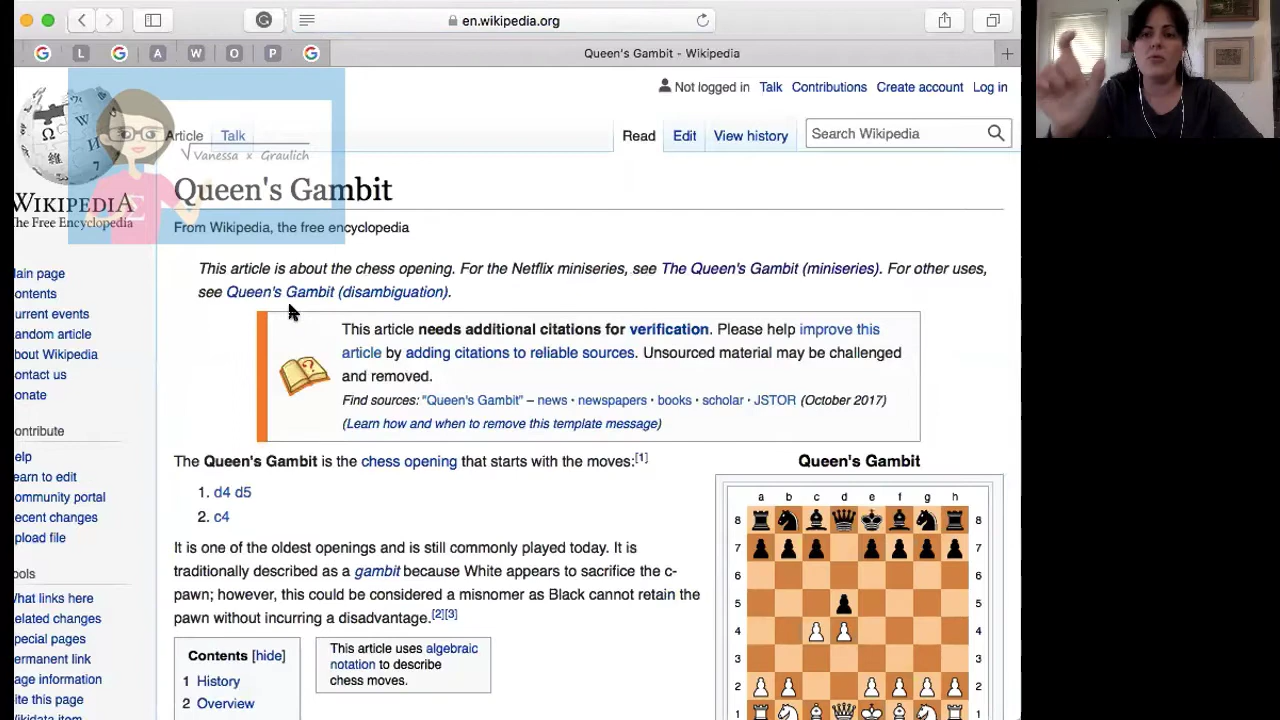 en.wikipedia.org
L A W O P
Queen's Gambit - Wikipedia
Not logged in Talk Contributions Create account Log in
Article Talk
Read Edit View history
Search Wikipedia
Vanessa x Graulich
WIKIPEDIA
The Free Encyclopedia
Queen's Gambit
From Wikipedia, the free encyclopedia
ain page
ontents
urrent events
andom article
bout Wikipedia
ontact us
onate
ontribute
elp
earn to edit
ommunity portal
ecent changes
pload file
ools
hat links here
elated changes
pecial pages
ermanent link
age information
ite this page
Wikidata item
This article is about the chess opening. For the Netflix miniseries, see The Queen's Gambit (miniseries). For other uses,
see Queen's Gambit (disambiguation).
This article needs additional citations for verification. Please help improve this
article by adding citations to reliable sources. Unsourced material may be challenged
and removed.
Find sources: "Queen's Gambit" – news · newspapers · books · scholar · JSTOR (October 2017)
(Learn how and when to remove this template message)
The Queen's Gambit is the chess opening that starts with the moves:[1]
1. d4 d5
2. c4
It is one of the oldest openings and is still commonly played today. It is
traditionally described as a gambit because White appears to sacrifice the c-
pawn; however, this could be considered a misnomer as Black cannot retain the
pawn without incurring a disadvantage.[2][3]
Contents [hide]
1 History
2 Overview
This article uses algebraic
notation to describe
chess moves.
Queen's Gambit
a b c d e f g h
8 8
7 7
6 6
5 5
4 4
3 3
2 2
1 1